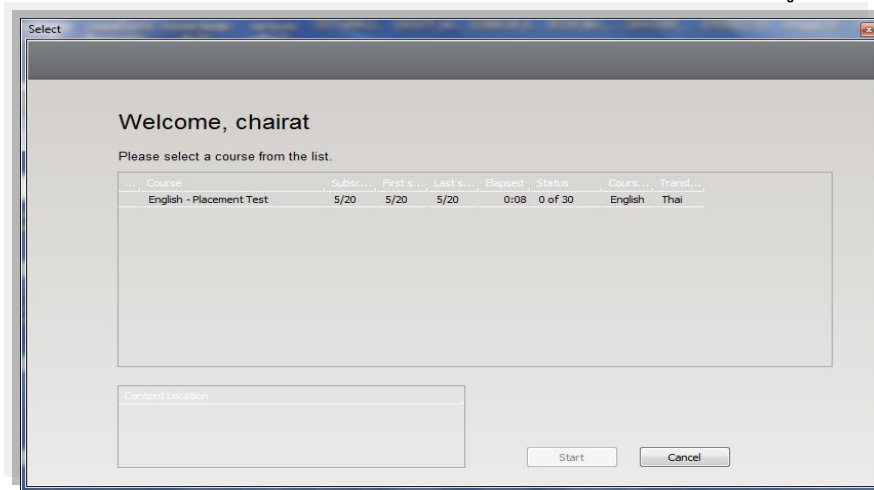 Select
Welcome, chairat
Please select a course from the list.
... Course Subsc... First s... Last s... Elapsed Status Cours... Transl...
English - Placement Test 5/20 5/20 5/20 0:08 0 of 30 English Thai
Content Location
Start Cancel